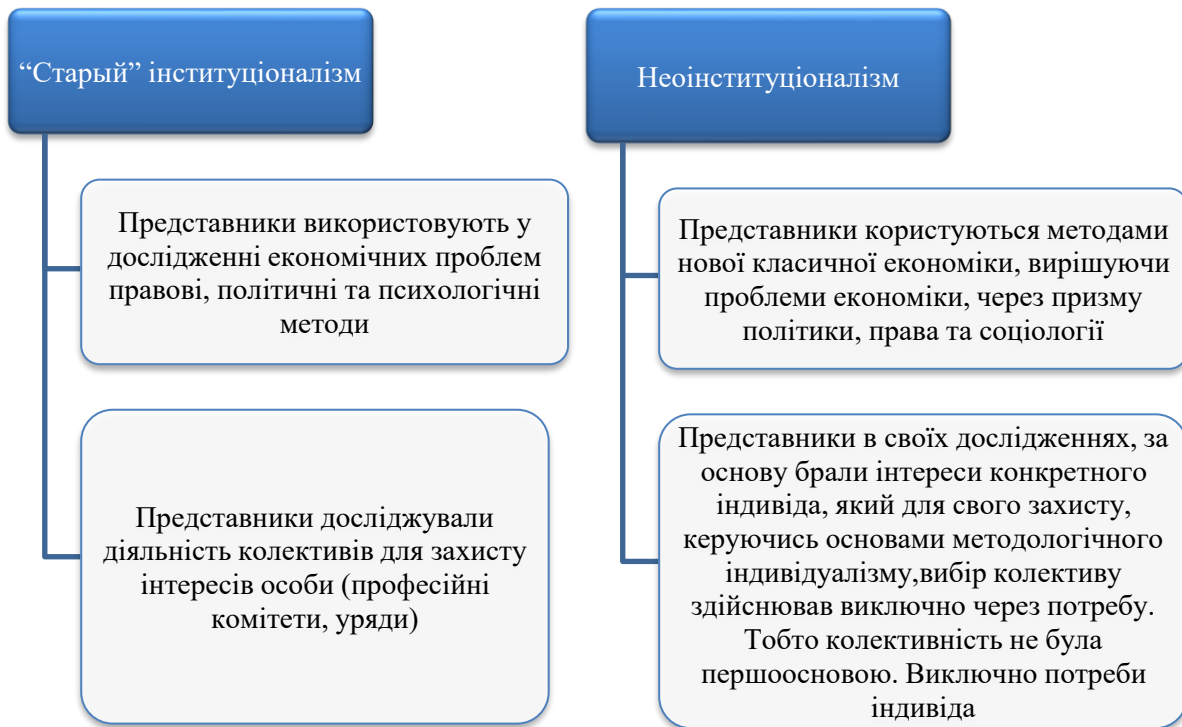 “Старый” інституціоналізм
Представники використовують у
дослідженні економічних проблем
правові, політичні та психологічні
методи
Представники досліджували
діяльність колективів для захисту
інтересів особи (професійні
комітети, уряди)
Неоінституціоналізм
Представники користуються методами
нової класичної економіки, вирішуючи
проблеми економіки, через призму
політики, права та соціології
Представники в своїх дослідженнях, за
основу брали інтереси конкретного
індивіда, який для свого захисту,
керуючись основами методологічного
індивідуалізму,вибір колективу
здійснював виключно через потребу.
Тобто колективність не була
першоосновою. Виключно потреби
індивіда